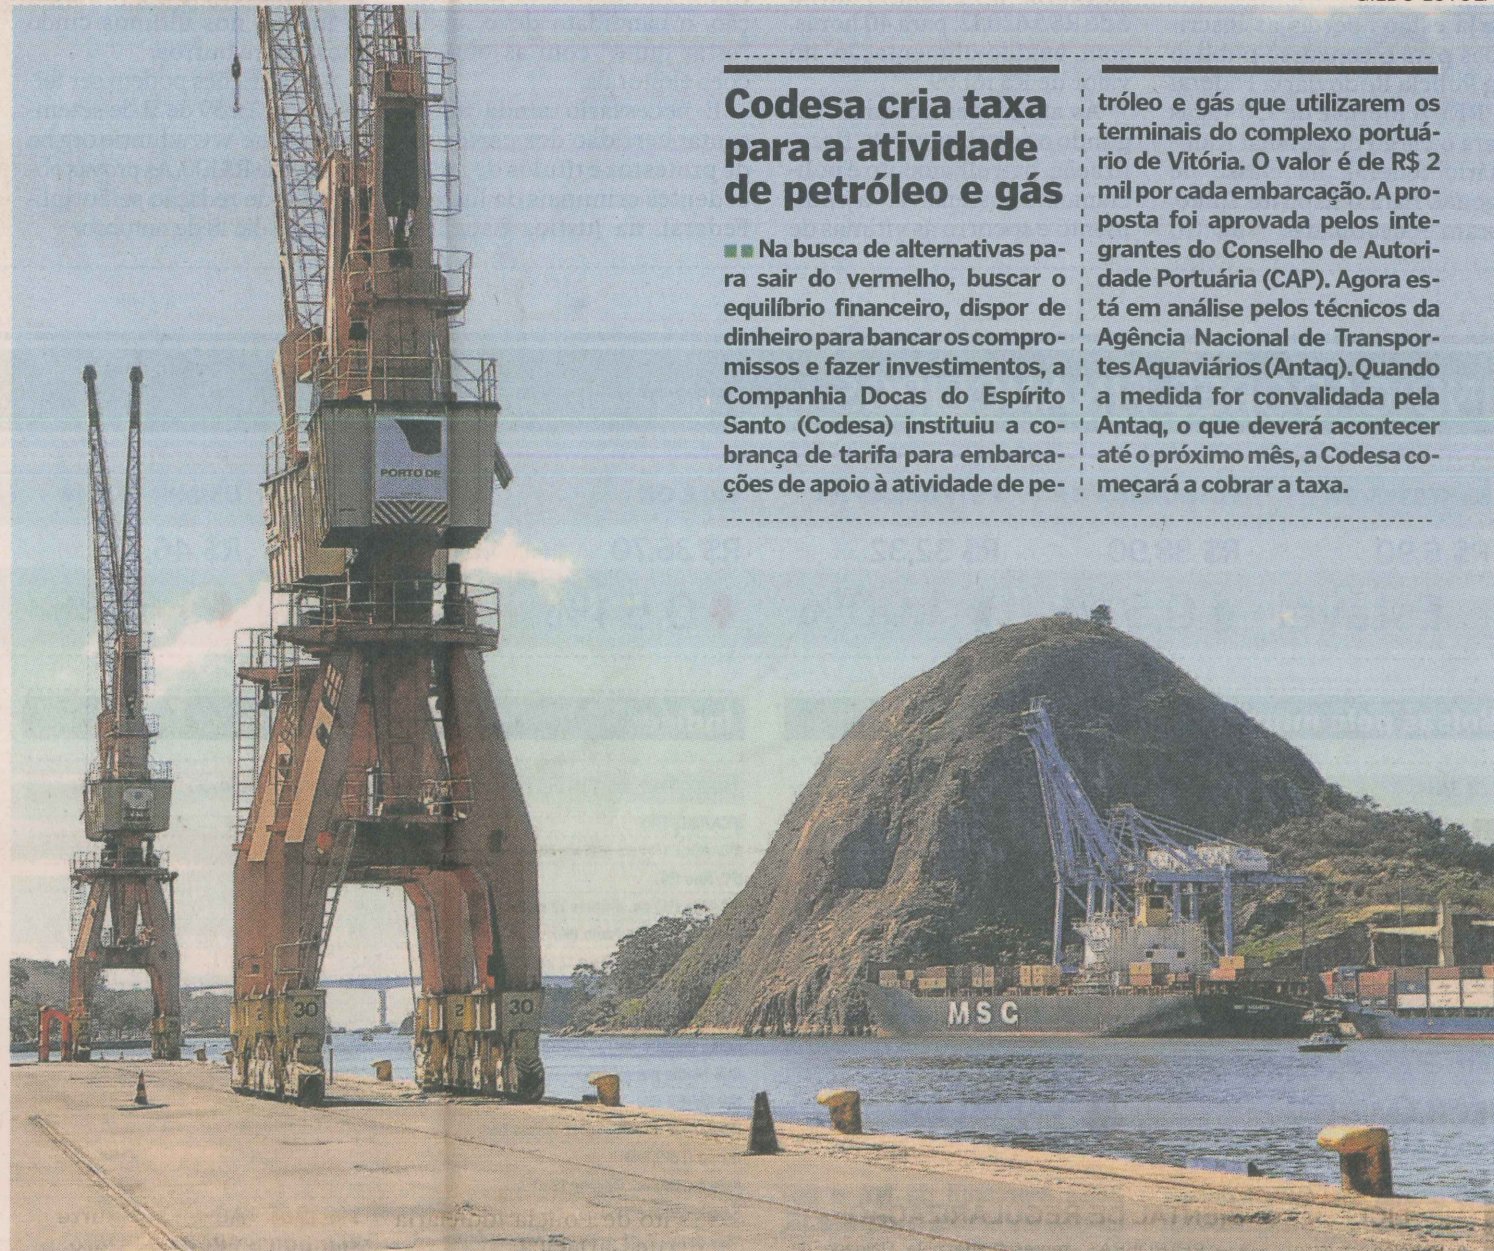 Codesa cria taxa
para a atividade
de petróleo e gás
Na busca de alternativas pa-
ra sair do vermelho, buscar o
equilíbrio financeiro, dispor de
dinheiro para bancar os compro-
missos e fazer investimentos, a
Companhia Docas do Espírito
Santo (Codesa) instituiu a co-
brança de tarifa para embarca-
ções de apoio à atividade de pe-
tróleo e gás que utilizarem os
terminais do complexo portuá-
rio de Vitória. O valor é de R$ 2
mil por cada embarcação. A pro-
posta foi aprovada pelos inte-
grantes do Conselho de Autori-
dade Portuária (CAP). Agora es-
tá em análise pelos técnicos da
Agência Nacional de Transpor-
tes Aquaviários (Antaq). Quando
a medida for convalidada pela
Antaq, o que deverá acontecer
até o próximo mês, a Codesa co-
meçará a cobrar a taxa.
PORTO DE
MSC
30
2
30